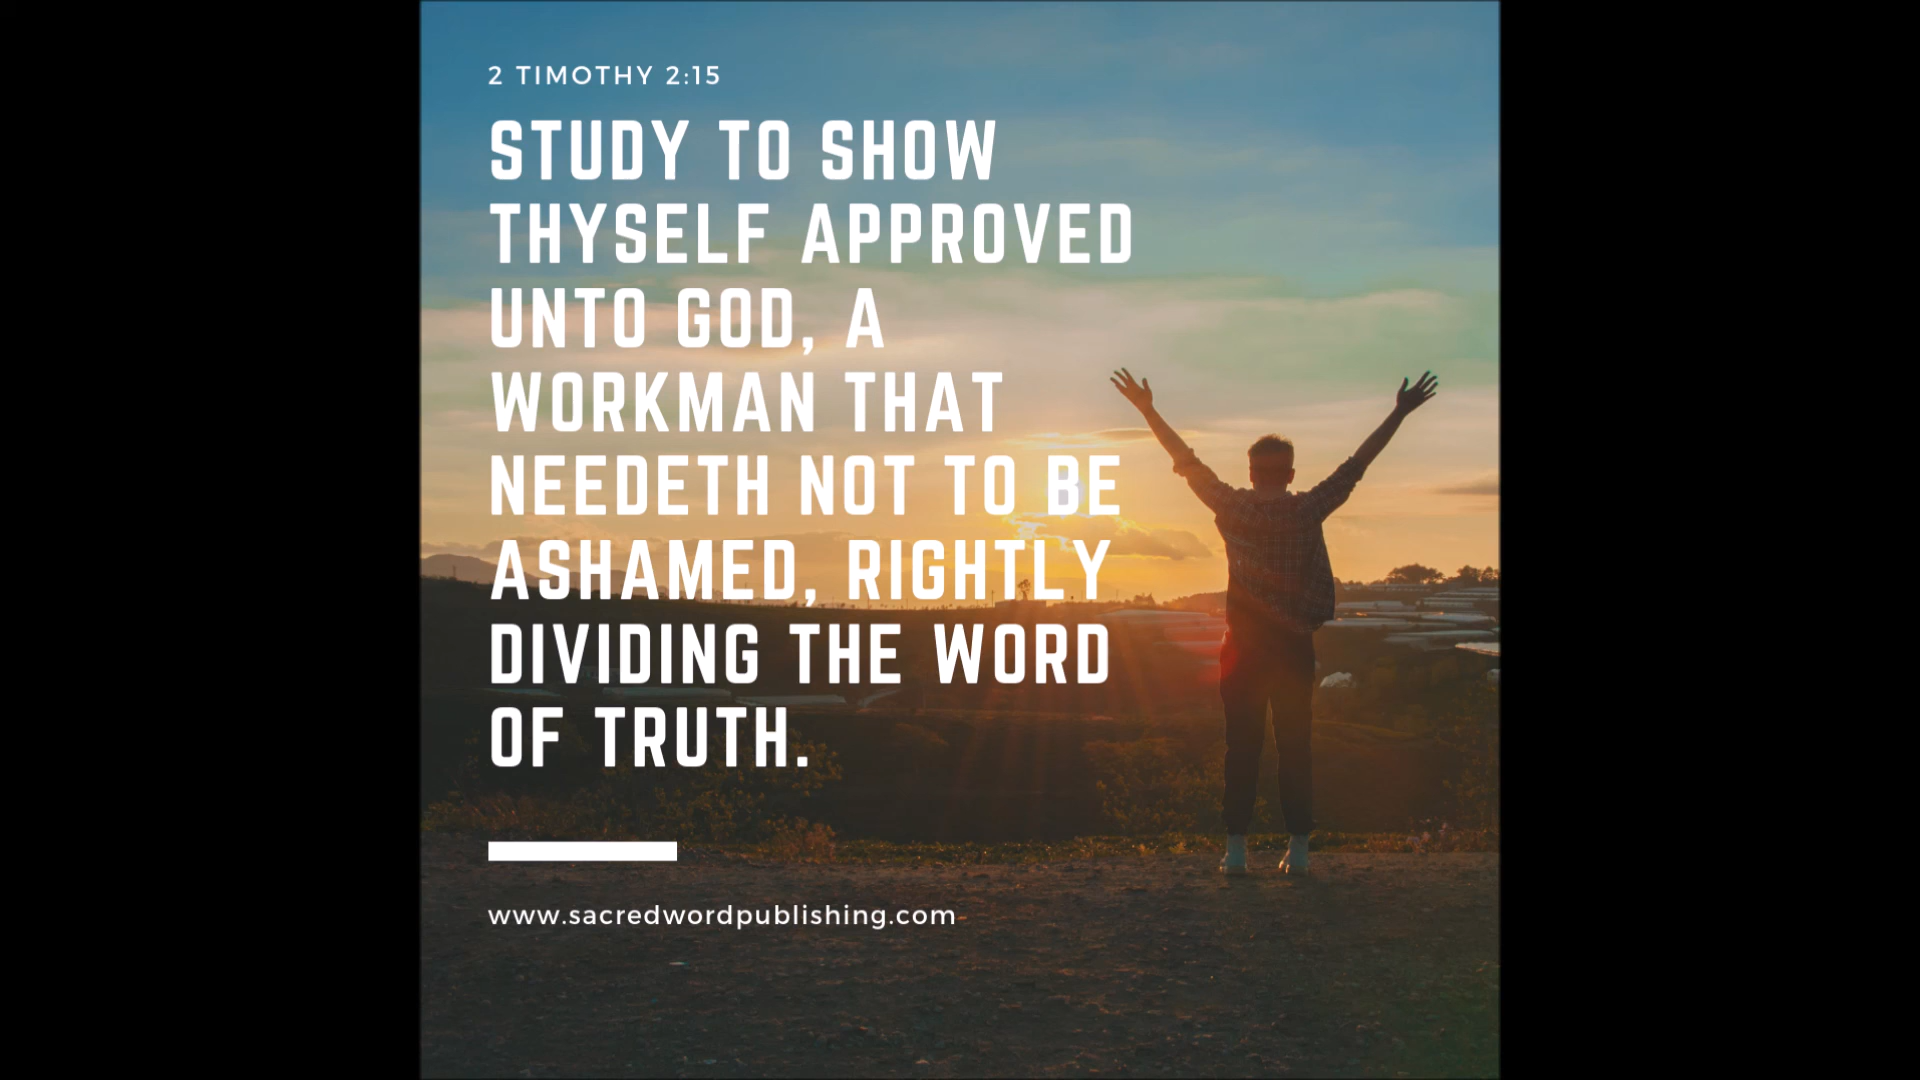 2 TIMOTHY 2:15
STUDY TO SHOW
THYSELF APPROVED
UNTO GOD, A
WORKMAN THAT
NEEDETH NOT TO BE
ASHAMED, RIGHTLY
DIVIDING THE WORD
OF TRUTH.
www.sacredwordpublishing.com